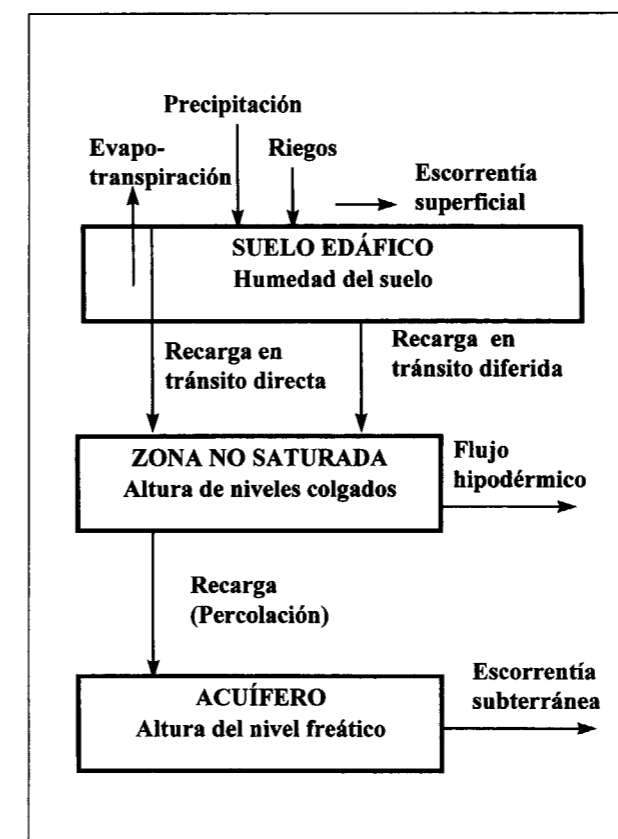 Precipitación
Evapo-
transpiración
Riegos
Escorrentía
superficial
SUELO EDÁFICO
Humedad del suelo
Recarga en
tránsito directa
Recarga en
tránsito diferida
ZONA NO SATURADA
Altura de niveles colgados
Flujo
hipodérmico
Recarga
(Percolación)
ACUÍFERO
Altura del nivel freático
Escorrentía
subterránea